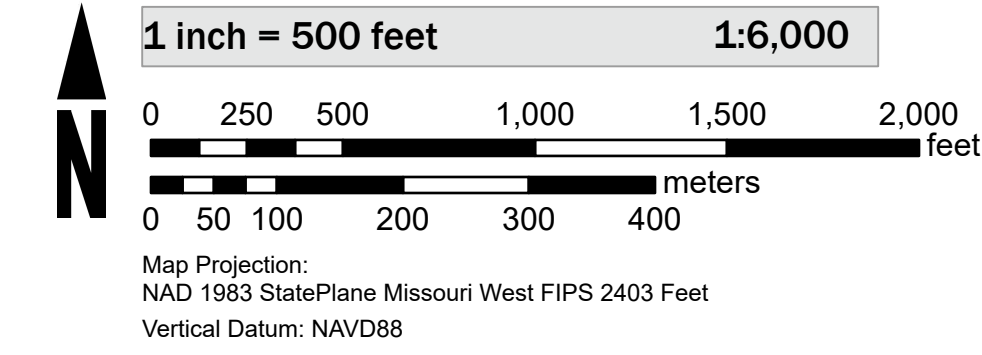 1 inch = 500 feet 1:6,000
0 250 500 1,000 1,500 2,000
feet
N
meters
0 50 100 200 300 400
Map Projection:
NAD 1983 StatePlane Missouri West FIPS 2403 Feet
Vertical Datum: NAVD88